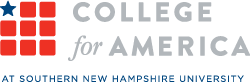 COLLEGE
for AMERICA
AT SOUTHERN NEW HAMPSHIRE UNIVERSITY